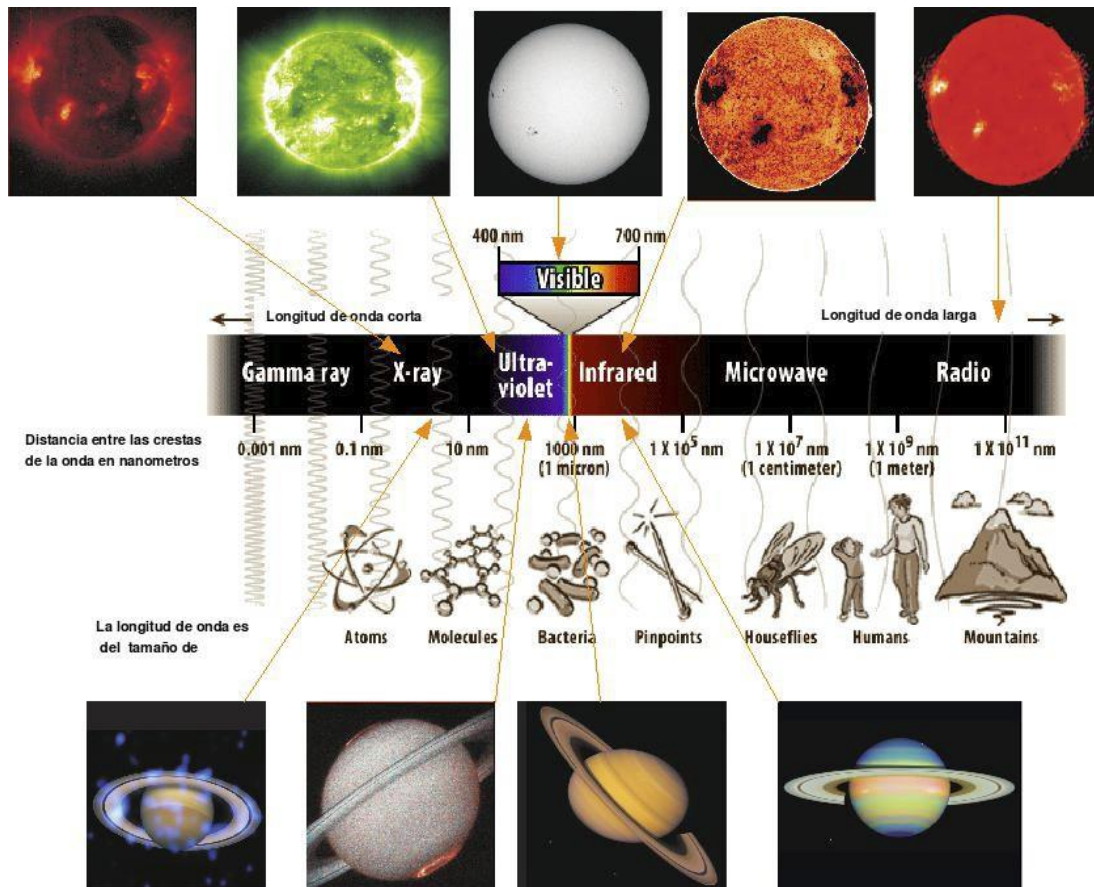 400 nm
700 nm
Visible
Longitud de onda corta
Longitud de onda larga
Gamma ray
X-ray
Ultra-
violet
Infrared
Microwave
Radio
Distancia entre las crestas
de la onda en nanometros
0.001 nm
0.1 nm
10 nm
1000 nm
(1 micron)
1 X 10⁵ nm
1 X 10⁷ nm
(1 centimeter)
1 X 10⁹ nm
(1 meter)
1 X 10¹¹ nm
La longitud de onda es
del tamaño de
Atoms
Molecules
Bacteria
Pinpoints
Houseflies
Humans
Mountains